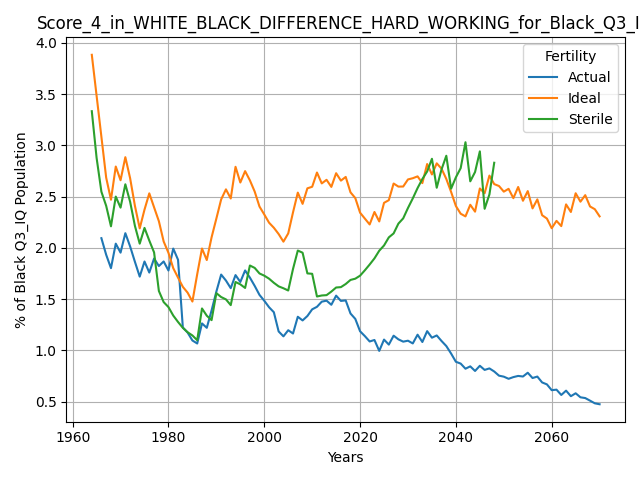 Score_4_in_WHITE_BLACK_DIFFERENCE_HARD_WORKING_for_Black_Q3_I
4.0
3.5
3.0
2.5
2.0
1.5
1.0
0.5
% of Black Q3_IQ Population
Fertility
Actual
Ideal
Sterile
1960 1980 2000 2020 2040 2060
Years